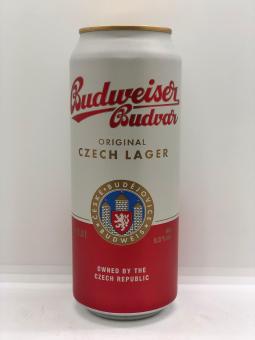 Budweiser
Budvar
ORIGINAL
CZECH LAGER
ČESKÉ • BUDĚJOVICE
BUDWEIS
OWNED BY THE
CZECH REPUBLIC